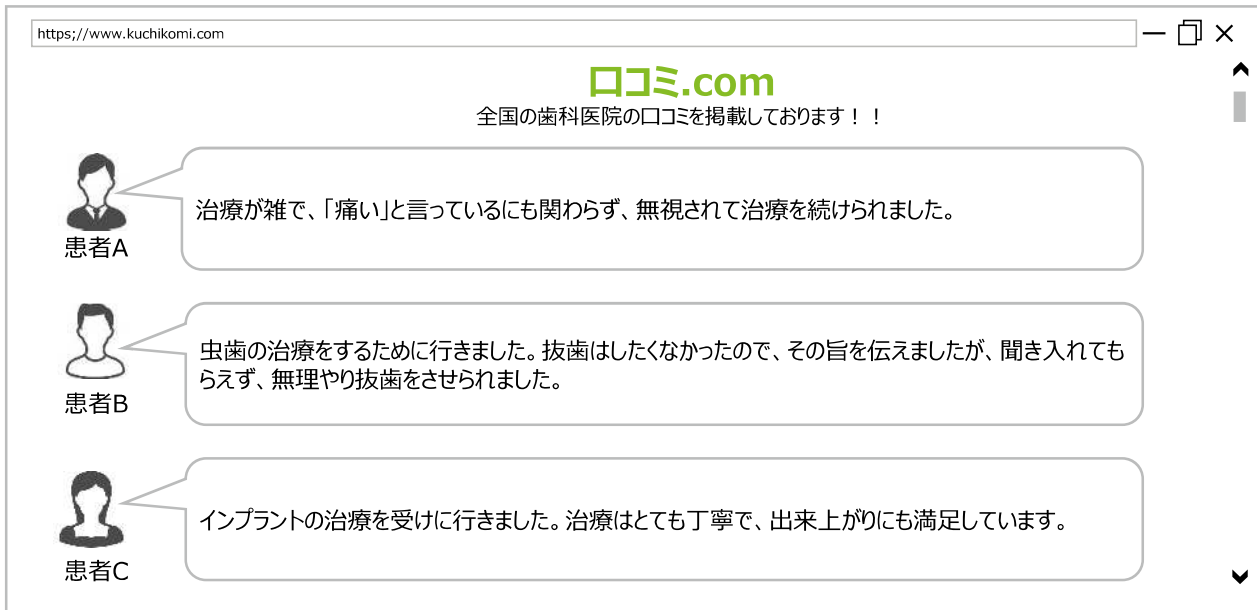 https;//www.kuchikomi.com
口コミ.com
全国の歯科医院の口コミを掲載しております！！
治療が雑で、「痛い」と言っているにも関わらず、無視されて治療を続けられました。
患者A
虫歯の治療をするために行きました。抜歯はしたくなかったので、その旨を伝えましたが、聞き入れても
らえず、無理やり抜歯をさせられました。
患者B
インプラントの治療を受けに行きました。治療はとても丁寧で、出来上がりにも満足しています。
患者C